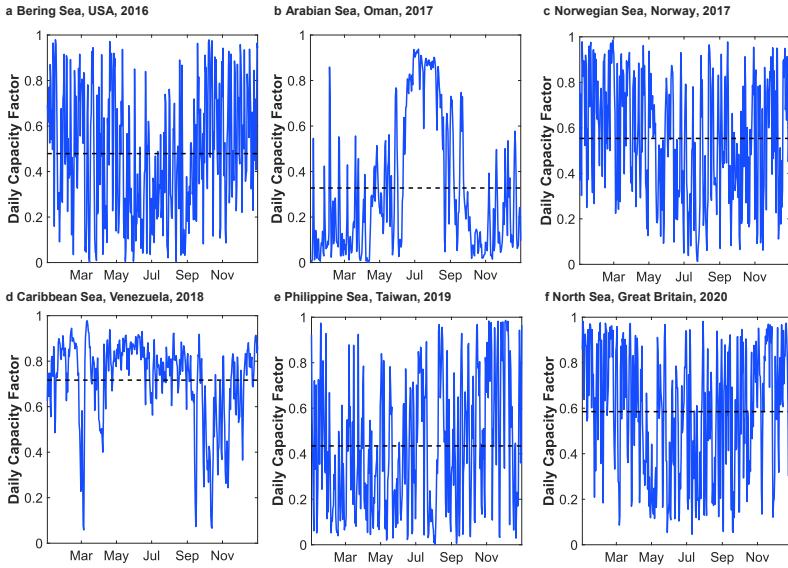 a Bering Sea, USA, 2016
Daily Capacity Factor
1
0.8
0.6
0.4
0.2
0
Mar May Jul Sep Nov
b Arabian Sea, Oman, 2017
Daily Capacity Factor
1
0.8
0.6
0.4
0.2
0
Mar May Jul Sep Nov
c Norwegian Sea, Norway, 2017
Daily Capacity Factor
1
0.8
0.6
0.4
0.2
0
Mar May Jul Sep Nov
d Caribbean Sea, Venezuela, 2018
Daily Capacity Factor
1
0.8
0.6
0.4
0.2
0
Mar May Jul Sep Nov
e Philippine Sea, Taiwan, 2019
Daily Capacity Factor
1
0.8
0.6
0.4
0.2
0
Mar May Jul Sep Nov
f North Sea, Great Britain, 2020
Daily Capacity Factor
1
0.8
0.6
0.4
0.2
0
Mar May Jul Sep Nov